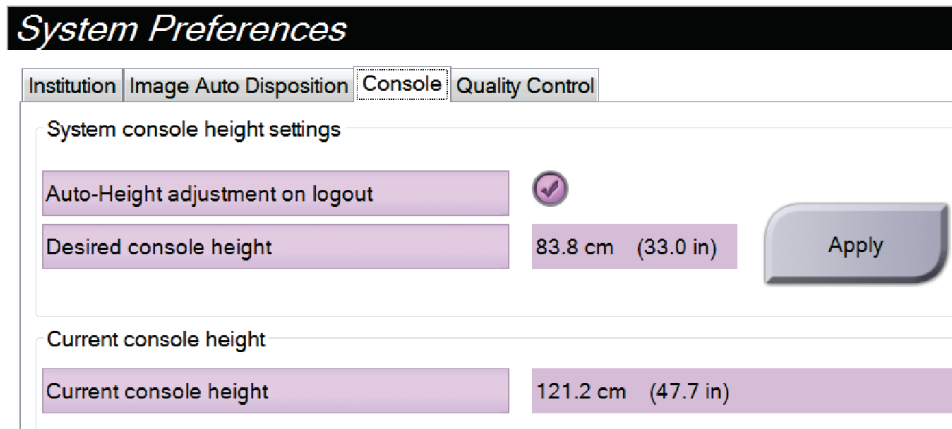 System Preferences
Institution Image Auto Disposition Console Quality Control
System console height settings
Auto-Height adjustment on logout
Desired console height 83.8 cm (33.0 in) Apply
Current console height
Current console height 121.2 cm (47.7 in)